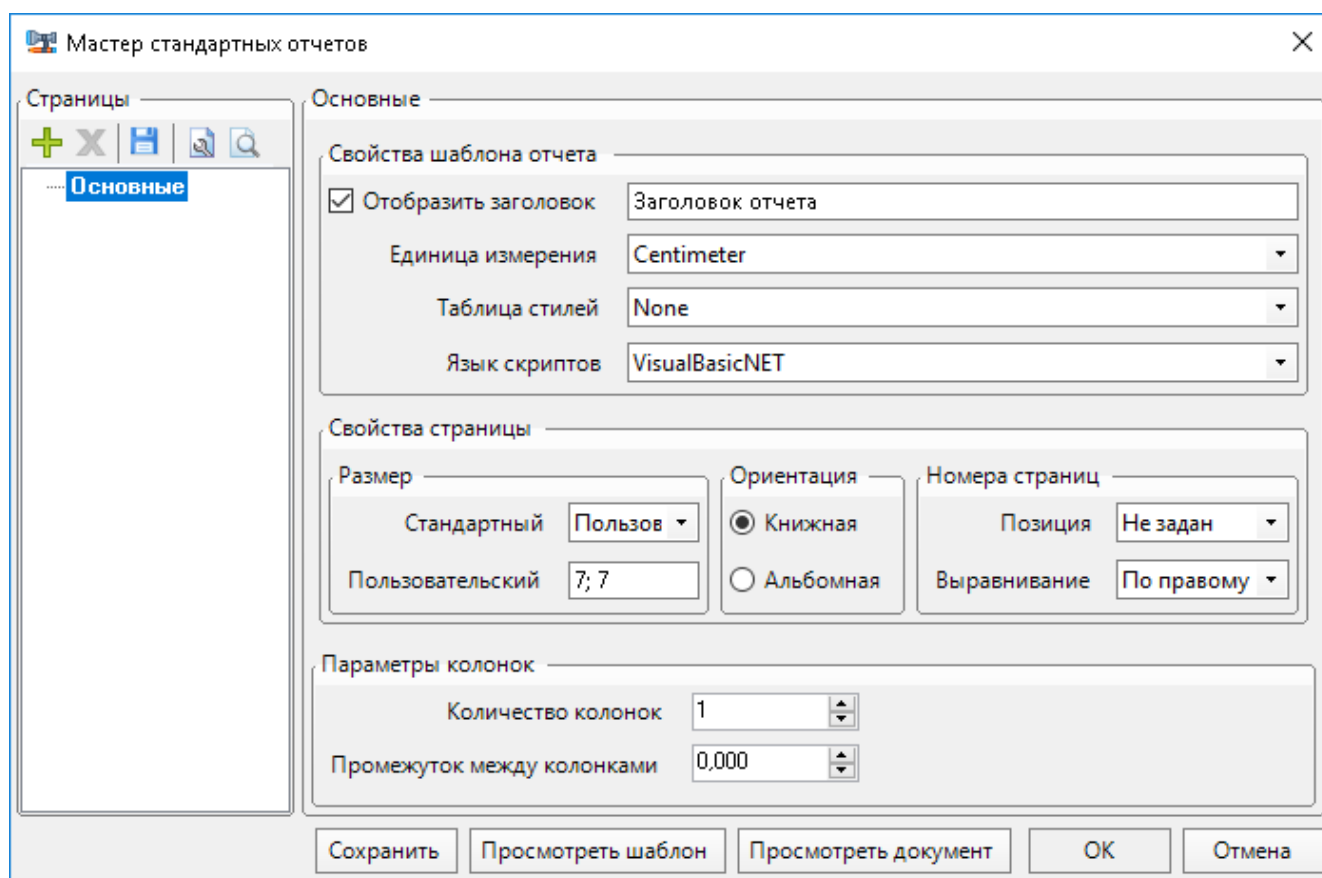 Мастер стандартных отчетов
Страницы
Основные
Основные
Свойства шаблона отчета
Отобразить заголовок Заголовок отчета
Единица измерения Centimeter
Таблица стилей None
Язык скриптов VisualBasicNET
Свойства страницы
Размер Ориентация Номера страниц
Стандартный Пользов Книжная Позиция Не задан
Пользовательский 7; 7 Альбомная Выравнивание По правому
Параметры колонок
Количество колонок 1
Промежуток между колонками 0,000
Сохранить Просмотреть шаблон Просмотреть документ ОК Отмена